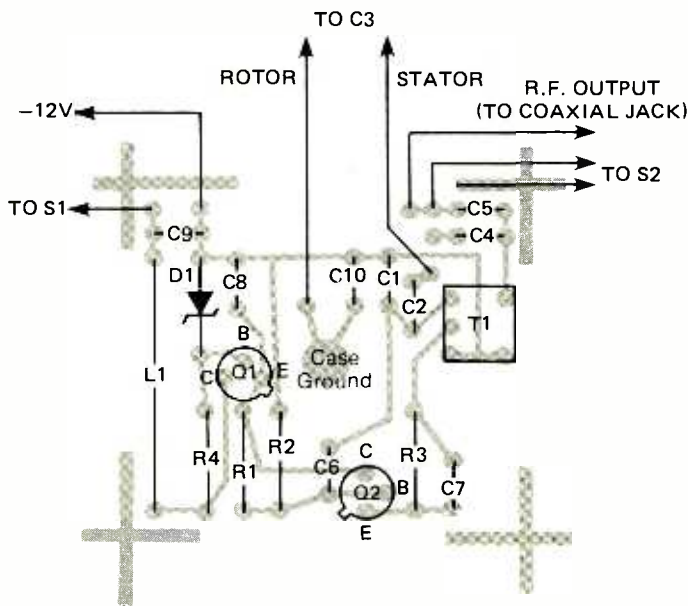 TO C3
ROTOR
STATOR
R.F. OUTPUT
(TO COAXIAL JACK)
−12V
TO S2
TO S1
C5
C9
C4
D1
C8
C10
C1
C2
T1
B
L1
C
Q1
E
Case
Ground
R4
R1
R2
C6
C
R3
Q2
B
C7
E